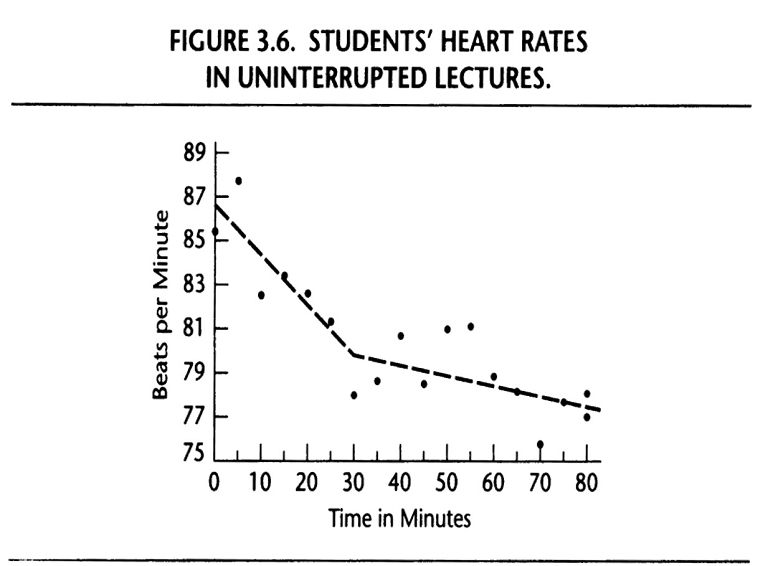 FIGURE 3.6. STUDENTS' HEART RATES
IN UNINTERRUPTED LECTURES.
89
87
85
83
81
79
77
75
Beats per Minute
0 10 20 30 40 50 60 70 80
Time in Minutes